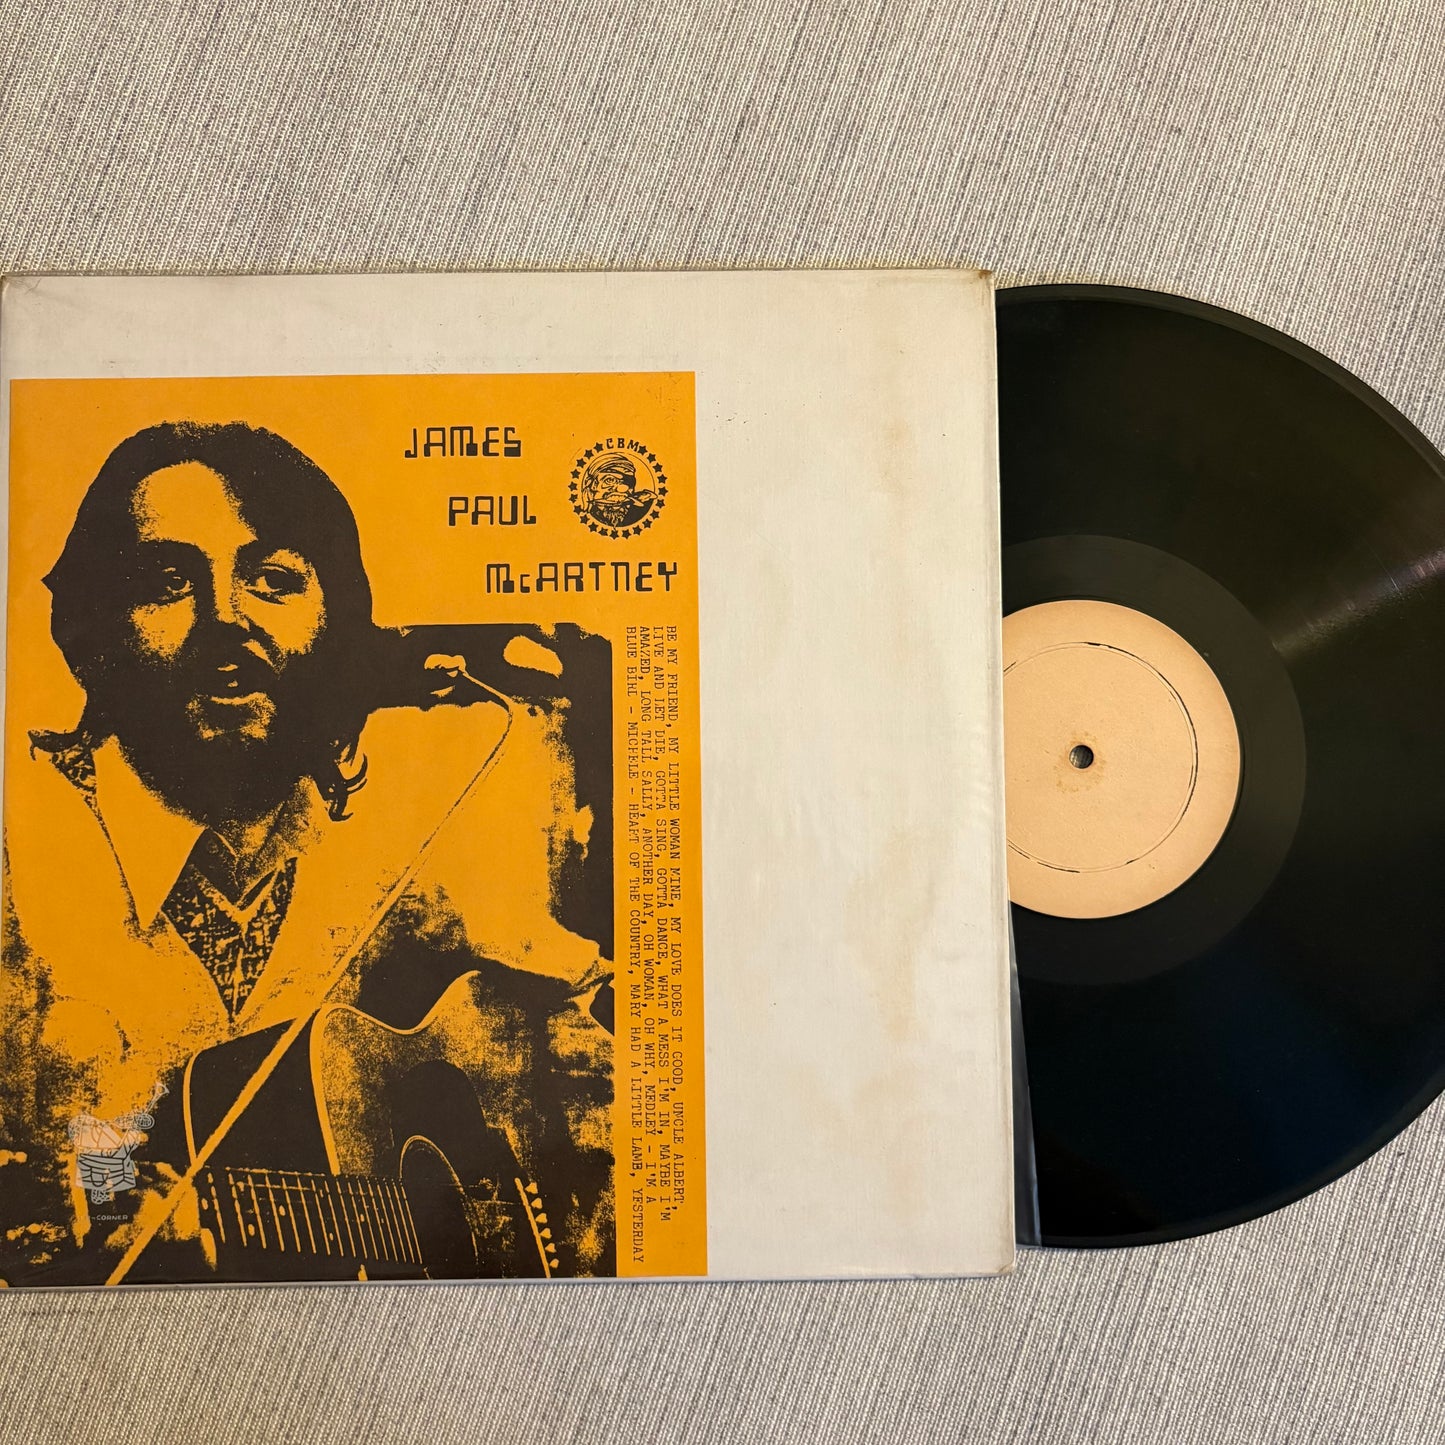 JAMES
CBM
PAUL
McARTNEY
BE MY FRIEND, MY LITTLE WOMAN MINE, MY LOVE DOES IT GOOD, UNCLE ALBERT,
LIVE AND LET DIE, GOTTA SING, GOTTA DANCE, WHAT A MESS I'M IN, MAYBE I'M
AMAZED, LONG TALL SALLY, ANOTHER DAY, OH WOMAN, OH WHY, MEDLEY - I'M A
BLUE BIRD - MICHELE - HEART OF THE COUNTRY, MARY HAD A LITTLE LAMB, YESTERDAY
-CORNER